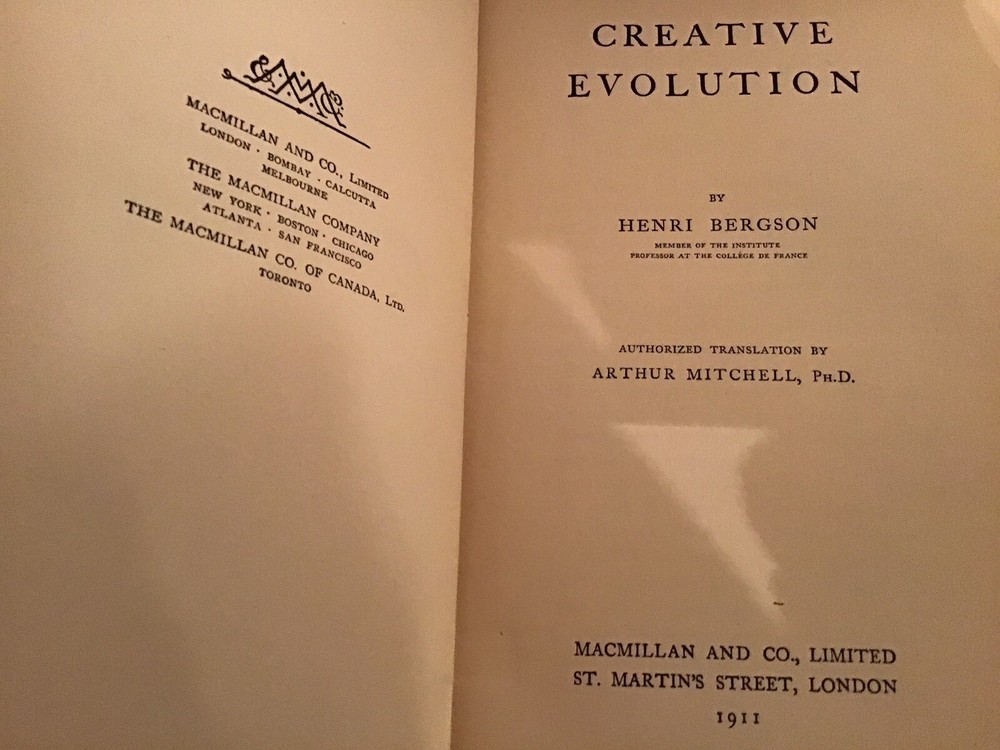 MACMILLAN AND CO., LIMITED
LONDON · BOMBAY · CALCUTTA
MELBOURNE
THE MACMILLAN COMPANY
NEW YORK · BOSTON · CHICAGO
ATLANTA · SAN FRANCISCO
THE MACMILLAN CO. OF CANADA, LTD.
TORONTO
CREATIVE
EVOLUTION
BY
HENRI BERGSON
MEMBER OF THE INSTITUTE
PROFESSOR AT THE COLLÈGE DE FRANCE
AUTHORIZED TRANSLATION BY
ARTHUR MITCHELL, PH.D.
MACMILLAN AND CO., LIMITED
ST. MARTIN'S STREET, LONDON
1911